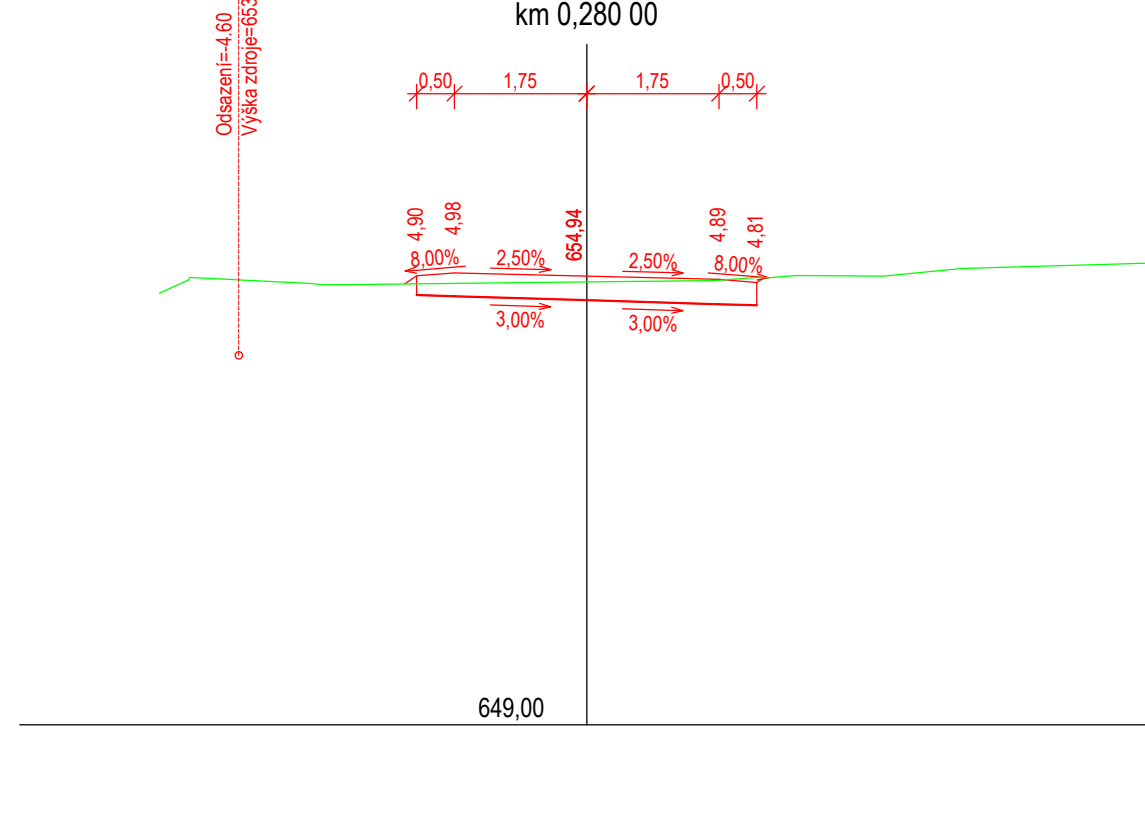 km 0,280 00
Odsazení=-4.60
Výška zdroje=653
0,50 1,75 1,75 0,50
4,90 4,98 654,94 4,89 4,81
8,00% 2,50% 2,50% 8,00%
3,00% 3,00%
649,00